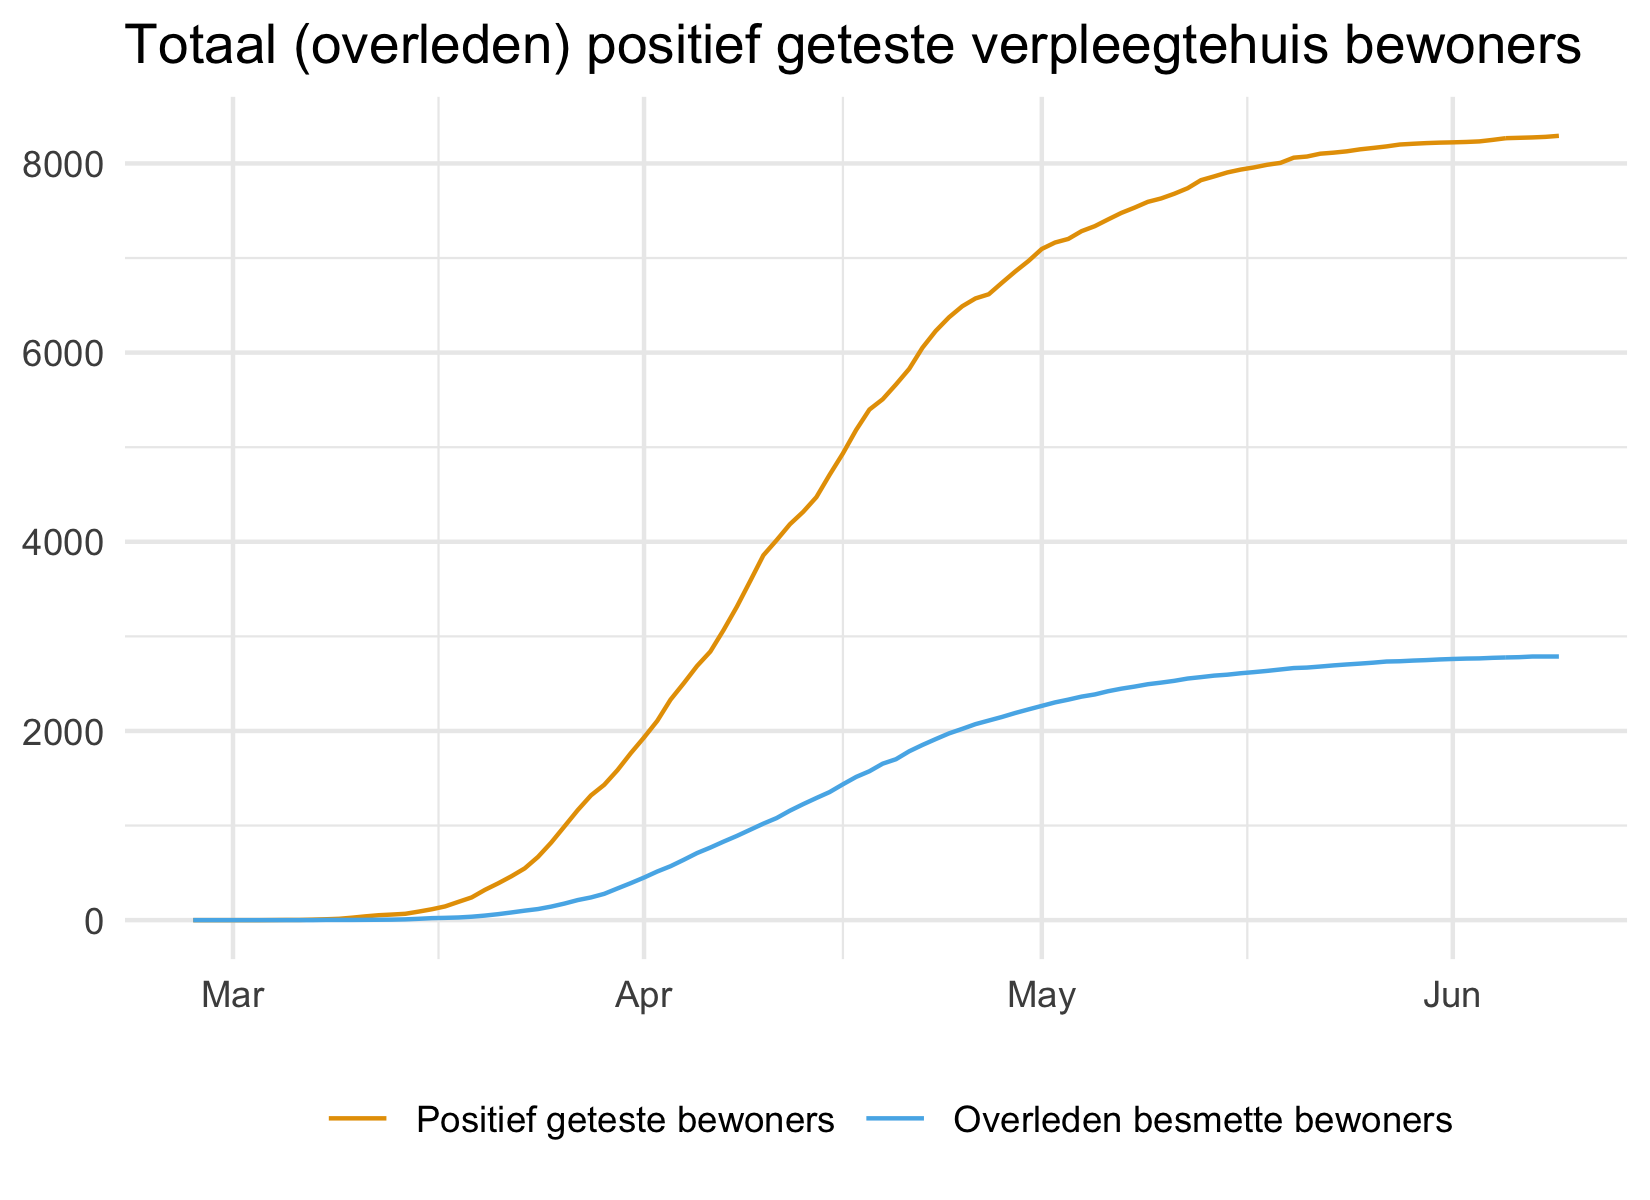 Totaal (overleden) positief geteste verpleegtehuis bewoners
8000
6000
4000
2000
0
Mar Apr May Jun
Positief geteste bewoners Overleden besmette bewoners